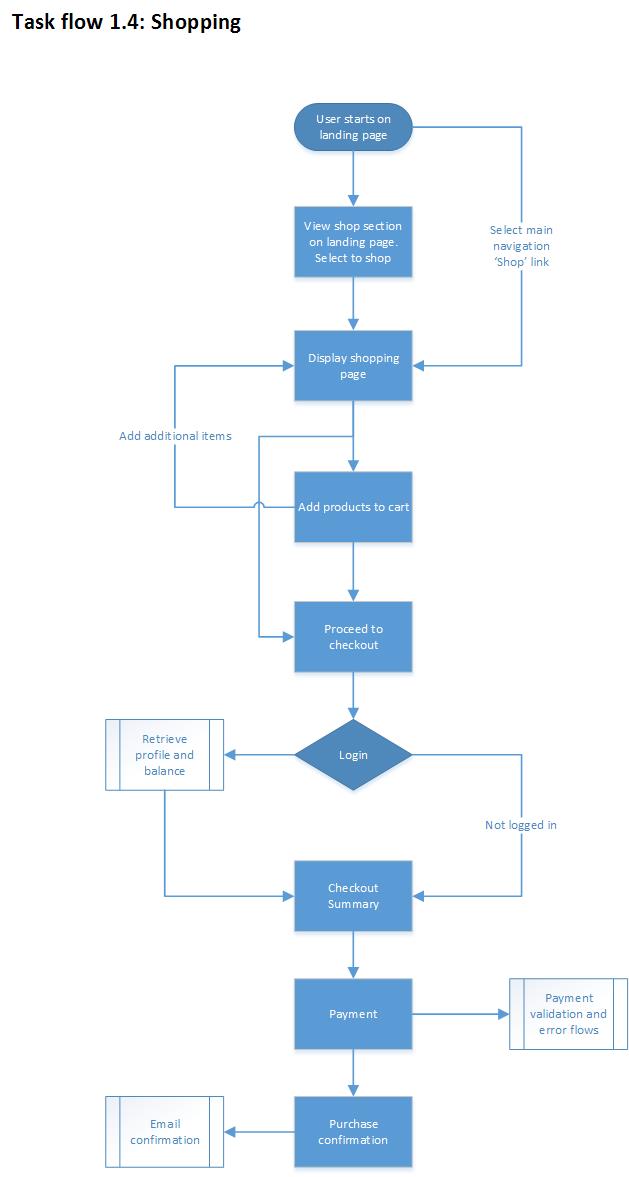 Task flow 1.4: Shopping
User starts on
landing page
View shop section
on landing page.
Select to shop
Select main
navigation
‘Shop’ link
Display shopping
page
Add additional items
Add products to cart
Proceed to
checkout
Retrieve
profile and
balance
Login
Not logged in
Checkout
Summary
Payment
Payment
validation and
error flows
Email
confirmation
Purchase
confirmation